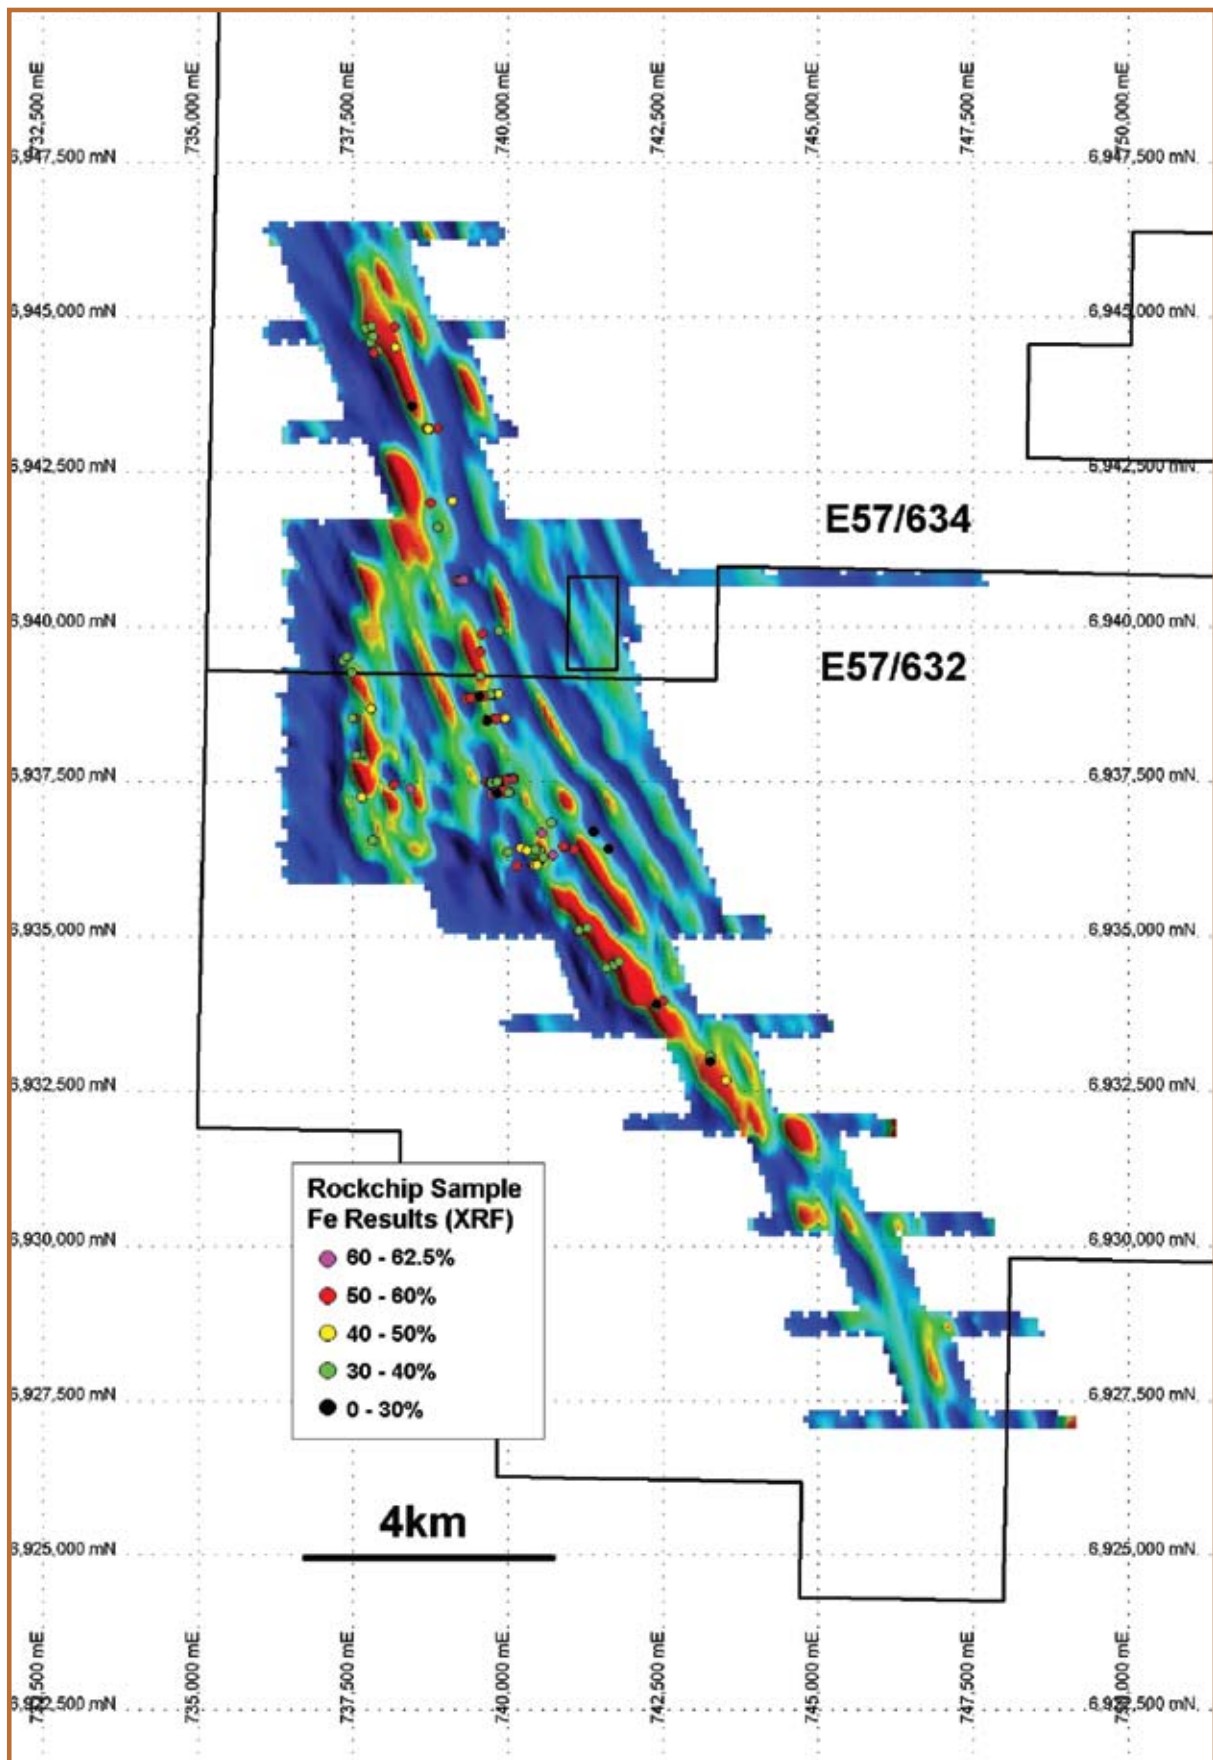 732,500 mE
735,000 mE
737,500 mE
740,000 mE
742,500 mE
745,000 mE
747,500 mE
750,000 mE
6,947,500 mN
6,947,500 mN
6,945,000 mN
6,945,000 mN
6,942,500 mN
6,942,500 mN
E57/634
6,940,000 mN
6,940,000 mN
E57/632
6,937,500 mN
6,937,500 mN
6,935,000 mN
6,935,000 mN
6,932,500 mN
6,932,500 mN
Rockchip Sample
Fe Results (XRF)
60 - 62.5%
50 - 60%
40 - 50%
30 - 40%
0 - 30%
6,930,000 mN
6,930,000 mN
6,927,500 mN
6,927,500 mN
4km
6,925,000 mN
6,925,000 mN
732,500 mE
735,000 mE
737,500 mE
740,000 mE
742,500 mE
745,000 mE
747,500 mE
750,000 mE
6,922,500 mN
6,922,500 mN